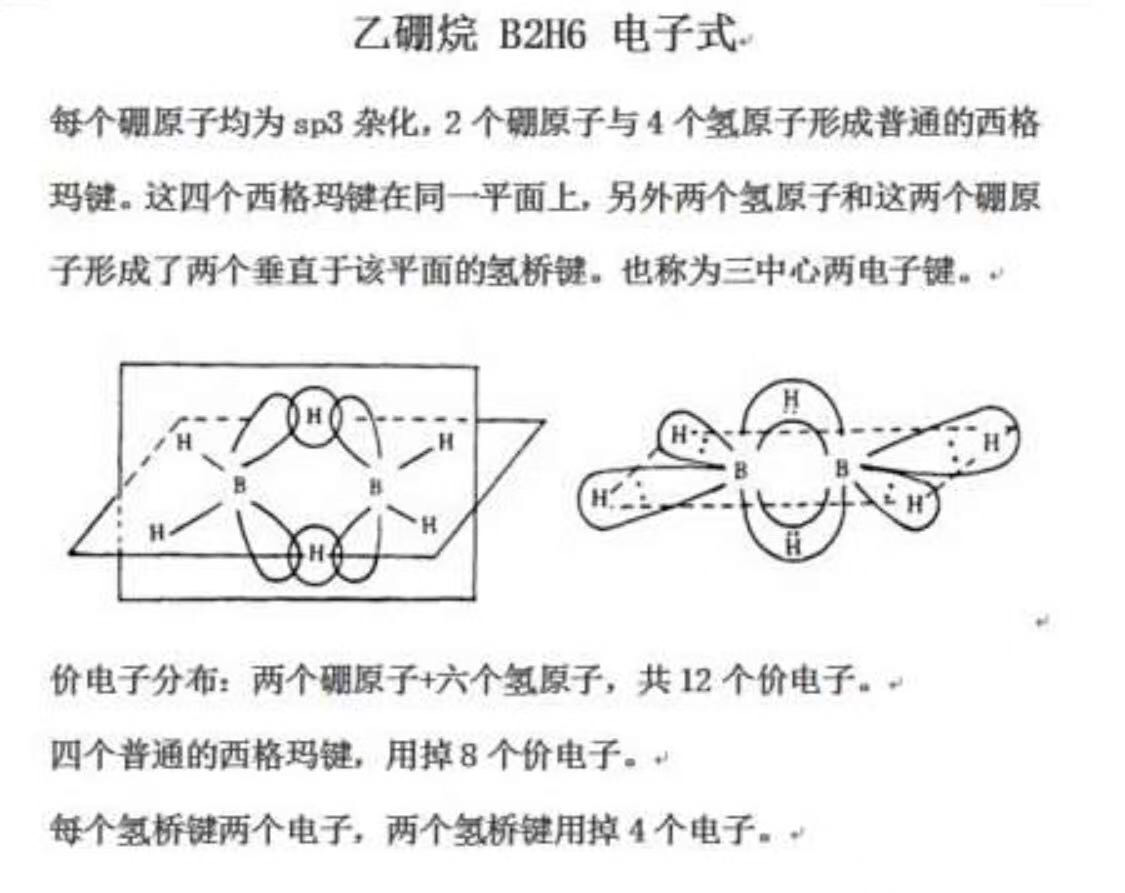 乙硼烷 B2H6 电子式
每个硼原子均为 sp3 杂化，2 个硼原子与 4 个氢原子形成普通的西格
玛键。这四个西格玛键在同一平面上，另外两个氢原子和这两个硼原
子形成了两个垂直于该平面的氢桥键。也称为三中心两电子键。
H H
H H H H
B B B B
H H H H
H H
价电子分布：两个硼原子+六个氢原子，共 12 个价电子。
四个普通的西格玛键，用掉 8 个价电子。
每个氢桥键两个电子，两个氢桥键用掉 4 个电子。